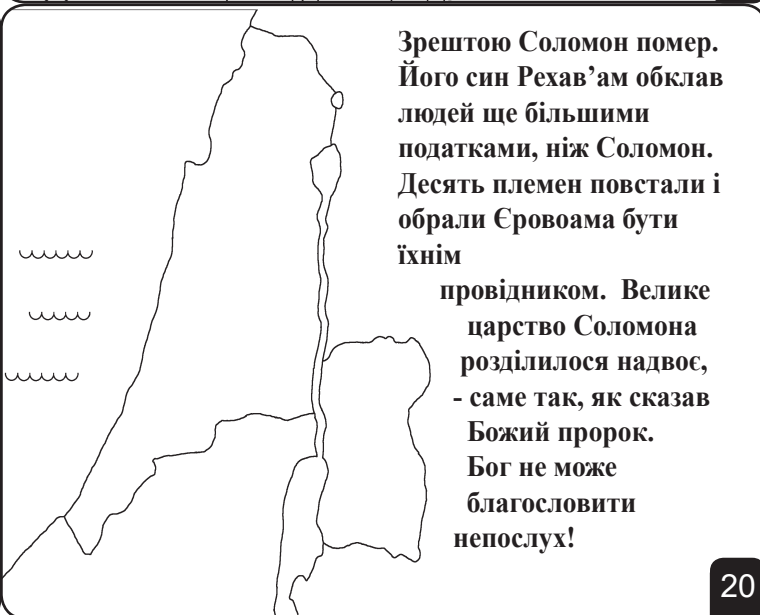 Зрештою Соломон помер.
Його син Рехав’ам обклав
людей ще більшими
податками, ніж Соломон.
Десять племен повстали і
обрали Єровоама бути
їхнім
провідником.  Велике
царство Соломона
розділилося надвоє,
- саме так, як сказав
Божий пророк.
Бог не може
благословити
непослух!
20